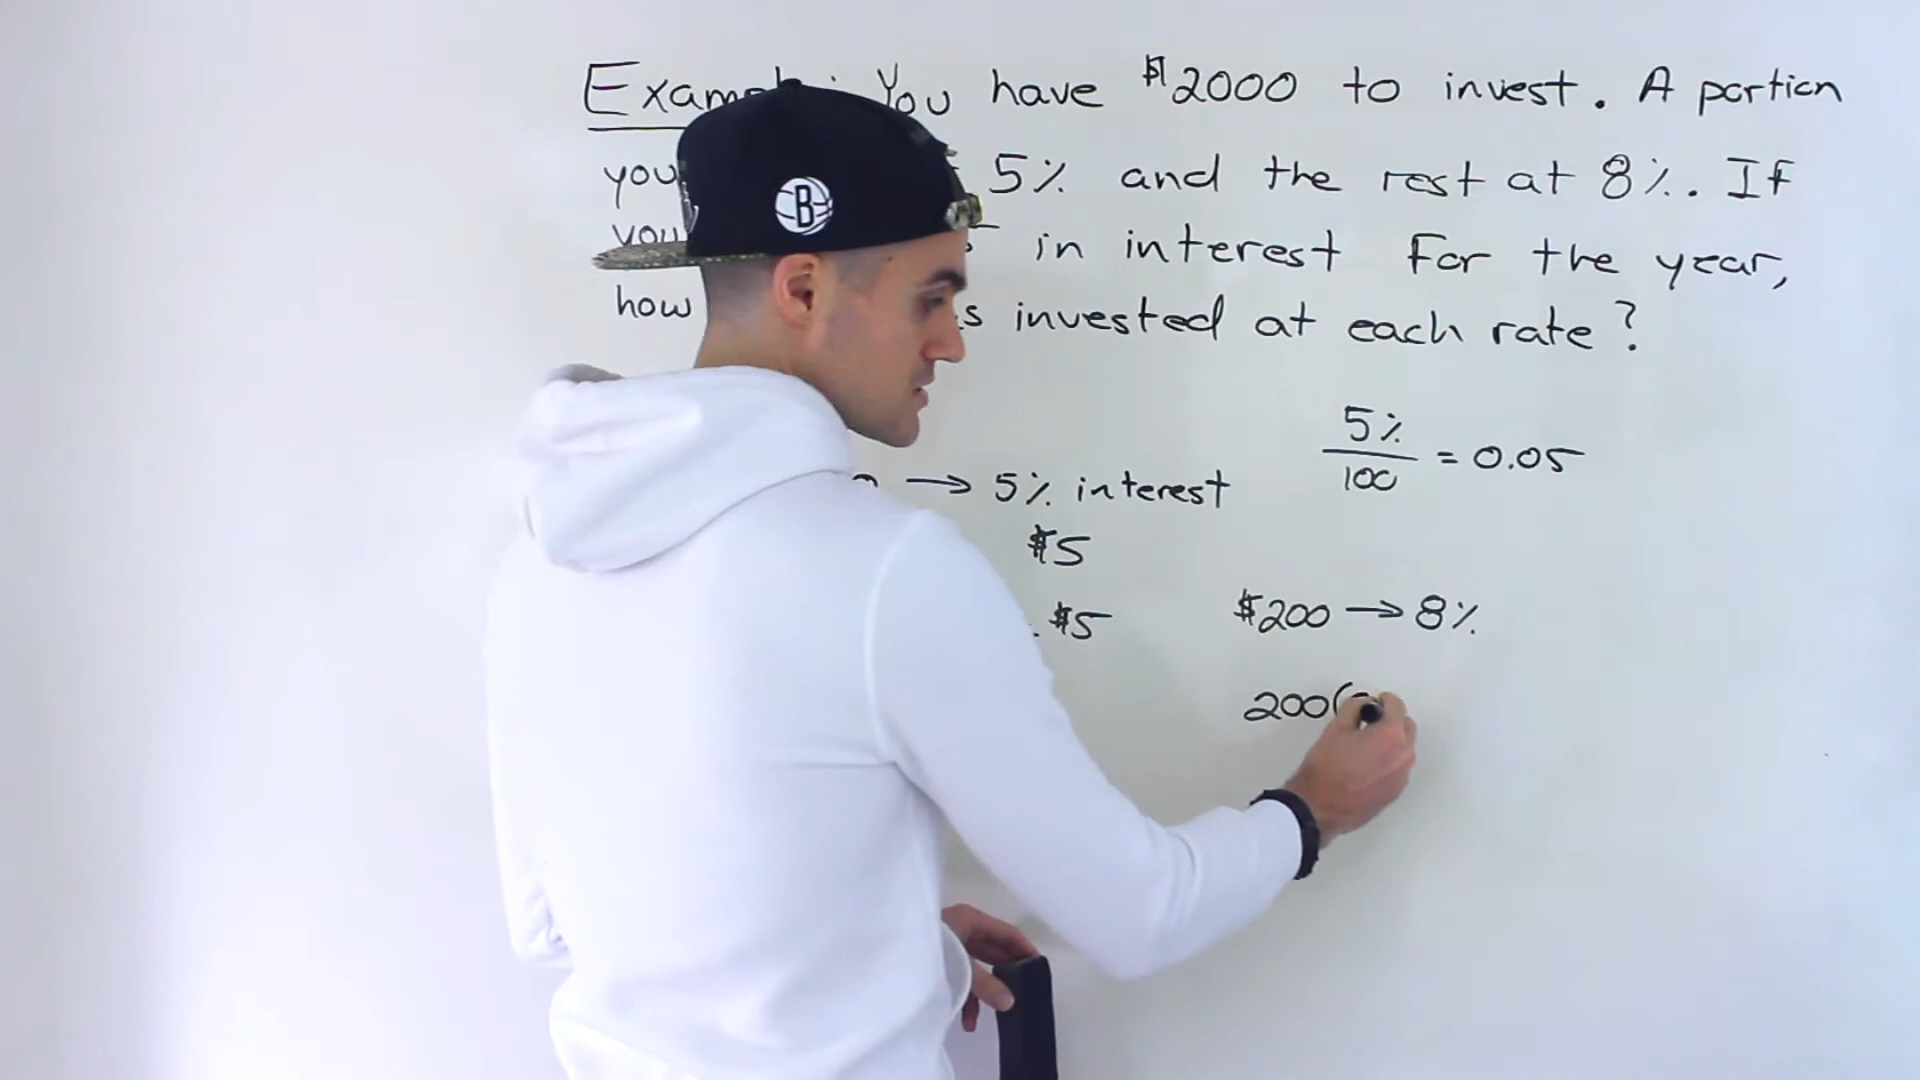 You have $2000 to invest. A portion
you 5% and the rest at 8%. If
you in interest for the year,
how invested at each rate?
5%
100 = 0.05
→ 5% interest
$5
$5
$200 → 8%
200(
B